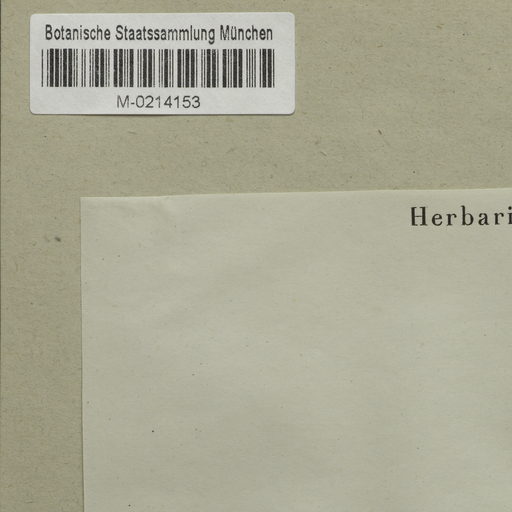 Botanische Staatssammlung München
M-0214153
Herbari